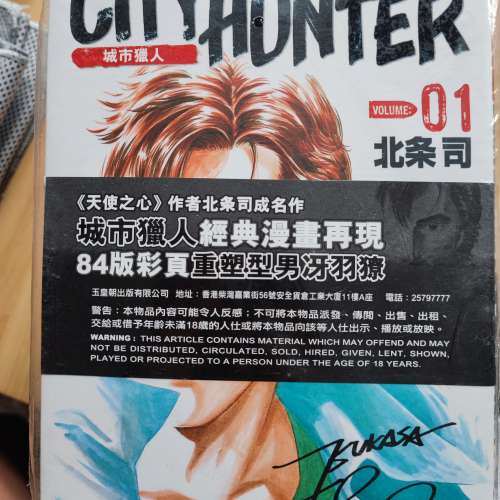 CITY HUNTER
城市獵人
VOLUME:
01
北条司
《天使之心》作者北条司成名作
城市獵人經典漫畫再現
84版彩頁重塑型男冴羽獠
玉皇朝出版有限公司 地址：香港柴灣嘉業街56號安全貨倉工業大廈11樓A座 電話：25797777
警告：本物品內容可能令人反感；不可將本物品派發、傳閱、出售、出租、
交給或借予年齡未滿18歲的人仕或將本物品向該等人仕出示、播放或放映。
WARNING : THIS ARTICLE CONTAINS MATERIAL WHICH MAY OFFEND AND MAY
NOT BE DISTRIBUTED, CIRCULATED, SOLD, HIRED, GIVEN, LENT, SHOWN,
PLAYED OR PROJECTED TO A PERSON UNDER THE AGE OF 18 YEARS.
TSUKASA